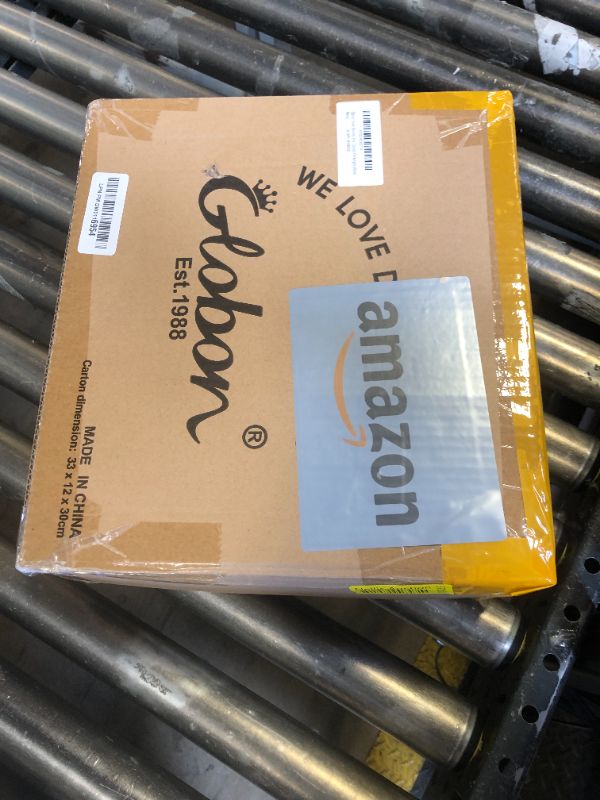 Globon
®
Est.1988
WE LOVE D
amazon
MADE IN CHINA
Carton dimension: 33 x 12 x 30cm